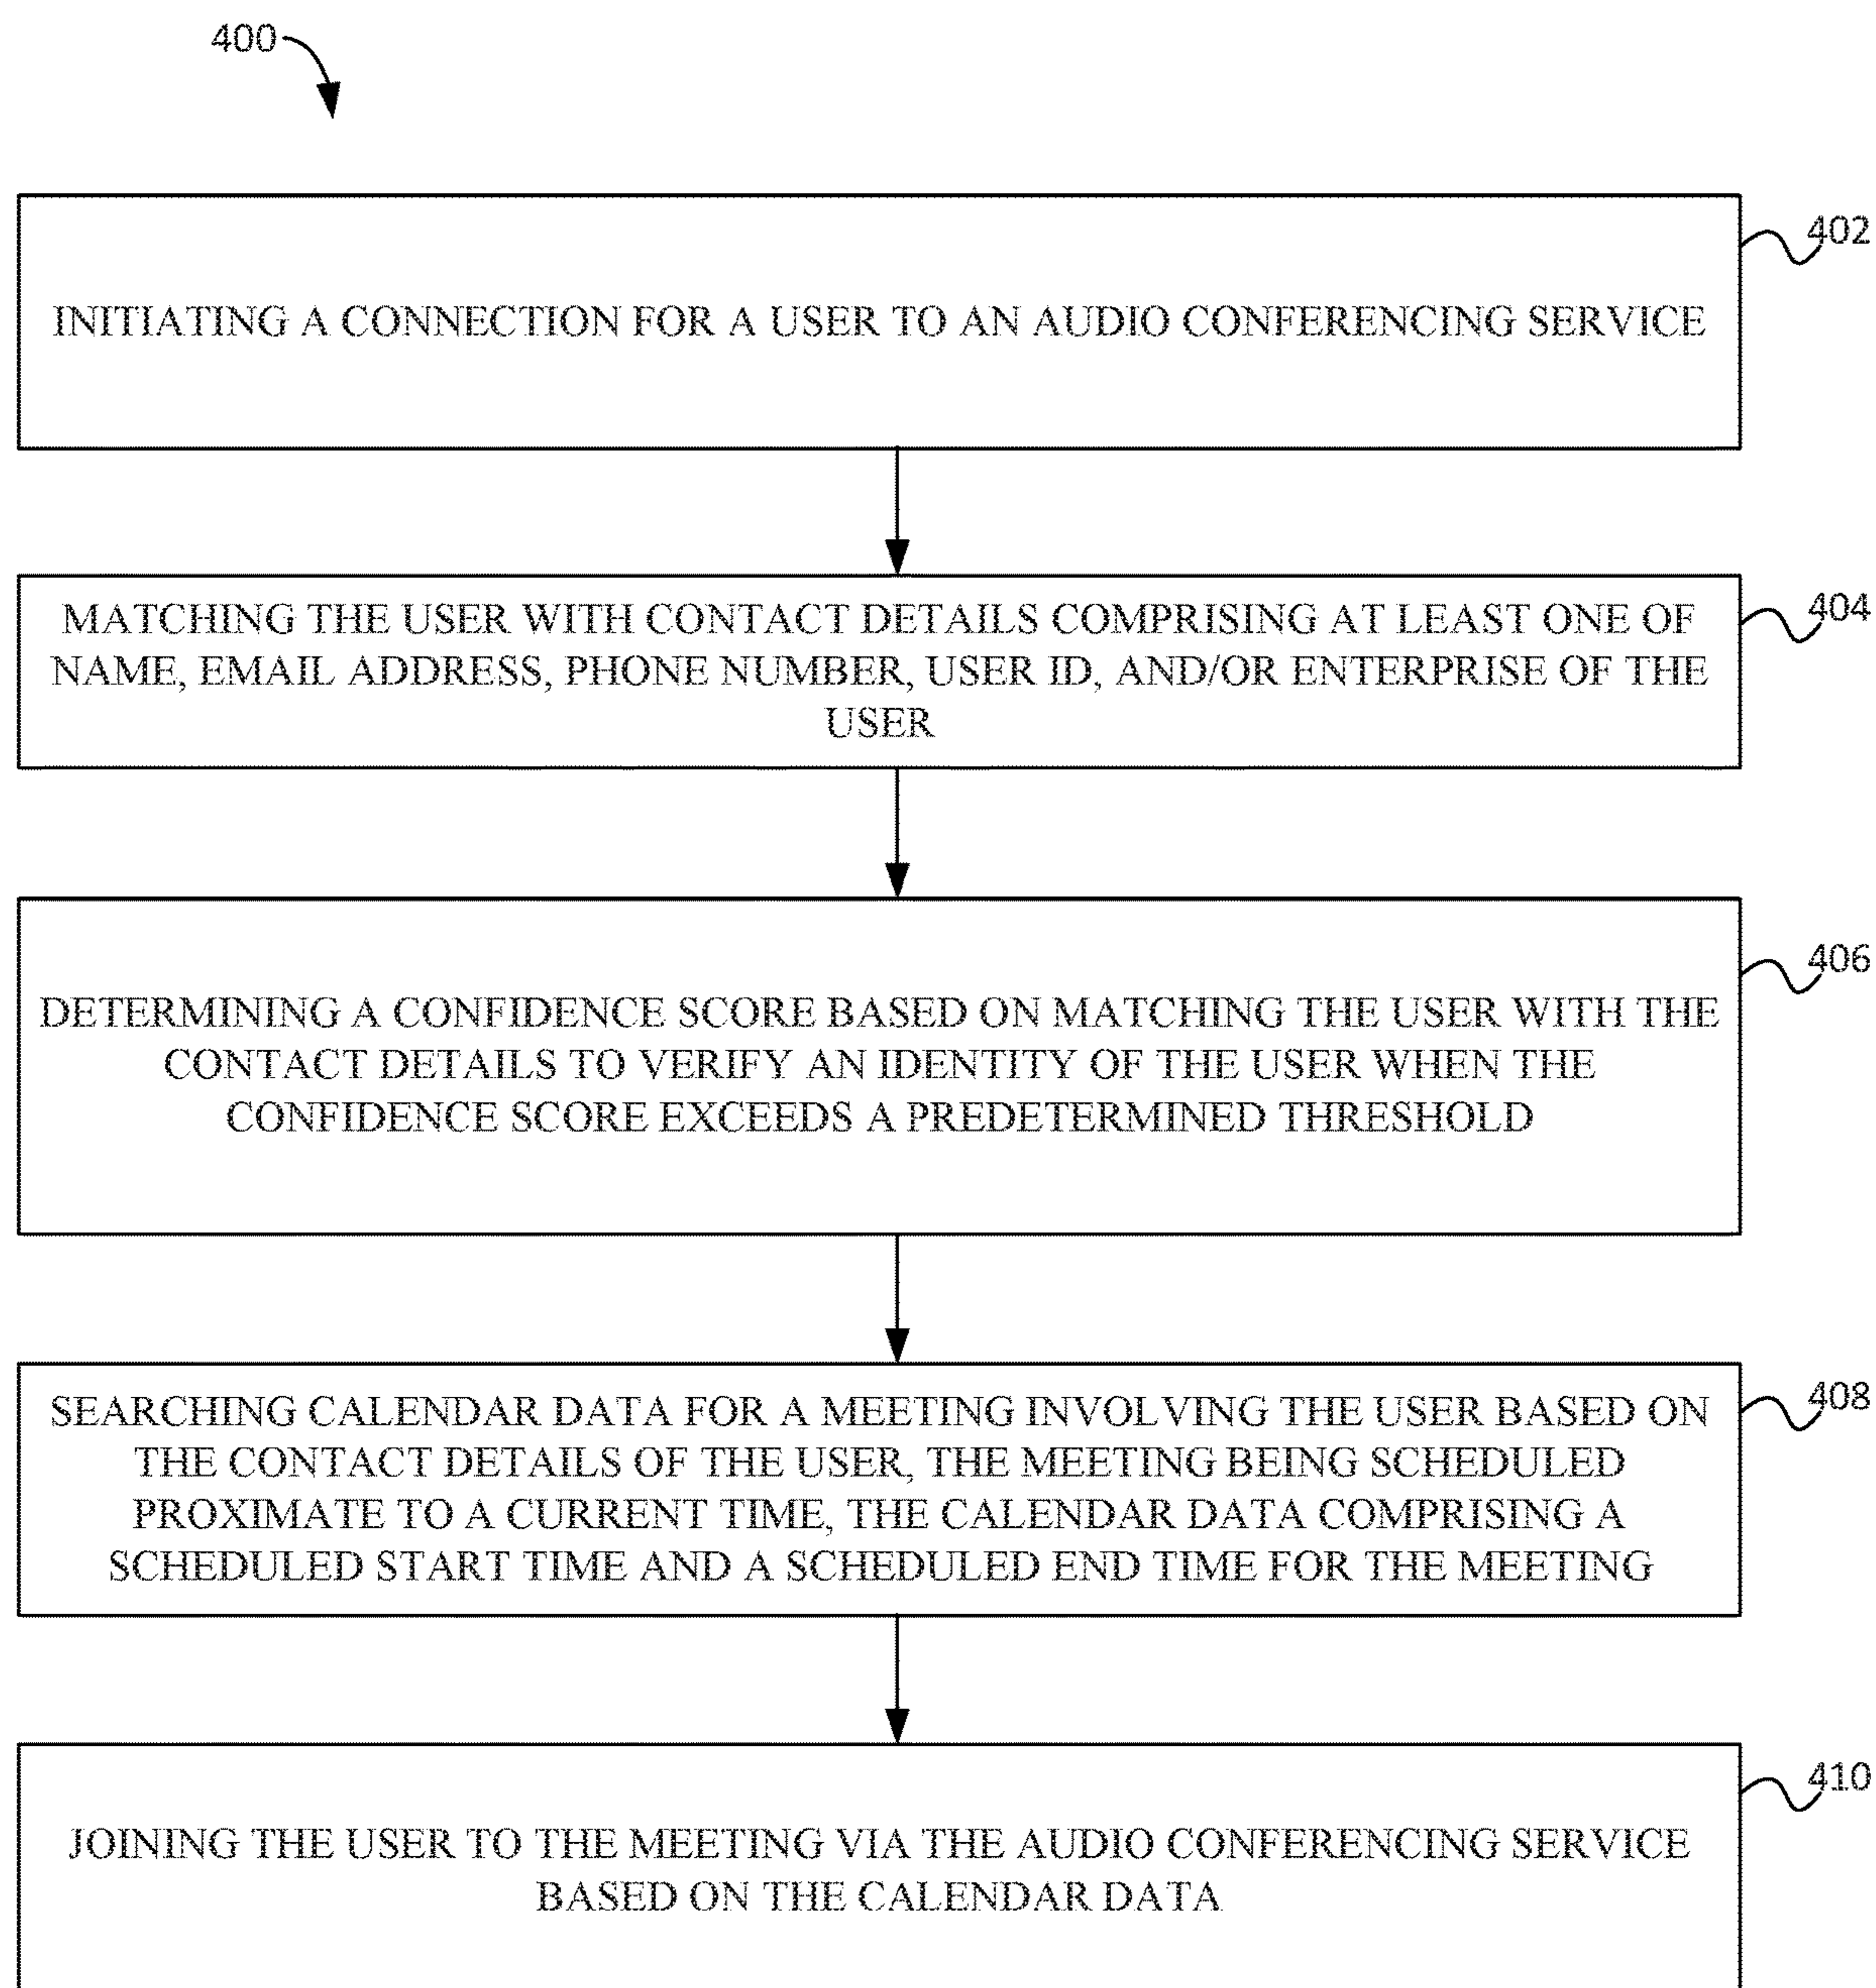 400
402
INITIATING A CONNECTION FOR A USER TO AN AUDIO CONFERENCING SERVICE
404
MATCHING THE USER WITH CONTACT DETAILS COMPRISING AT LEAST ONE OF
NAME, EMAIL ADDRESS, PHONE NUMBER, USER ID, AND/OR ENTERPRISE OF THE
USER
406
DETERMINING A CONFIDENCE SCORE BASED ON MATCHING THE USER WITH THE
CONTACT DETAILS TO VERIFY AN IDENTITY OF THE USER WHEN THE
CONFIDENCE SCORE EXCEEDS A PREDETERMINED THRESHOLD
408
SEARCHING CALENDAR DATA FOR A MEETING INVOLVING THE USER BASED ON
THE CONTACT DETAILS OF THE USER, THE MEETING BEING SCHEDULED
PROXIMATE TO A CURRENT TIME, THE CALENDAR DATA COMPRISING A
SCHEDULED START TIME AND A SCHEDULED END TIME FOR THE MEETING
410
JOINING THE USER TO THE MEETING VIA THE AUDIO CONFERENCING SERVICE
BASED ON THE CALENDAR DATA